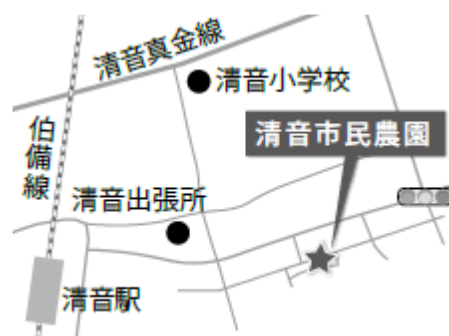 清音真金線
清音小学校
清音市民農園
伯備線
清音出張所
清音駅